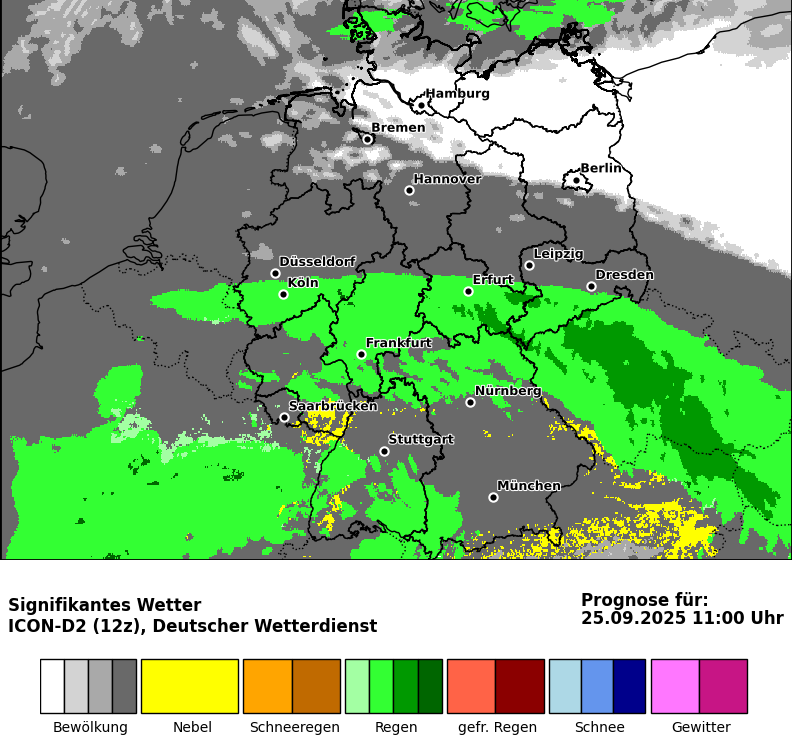 Hamburg
Bremen
Berlin
Hannover
Düsseldorf
Leipzig
Köln
Erfurt
Dresden
Frankfurt
Nürnberg
Saarbrücken
Stuttgart
München
Signifikantes Wetter
ICON-D2 (12z), Deutscher Wetterdienst
Prognose für:
25.09.2025 11:00 Uhr
Bewölkung Nebel Schneeregen Regen gefr. Regen Schnee Gewitter